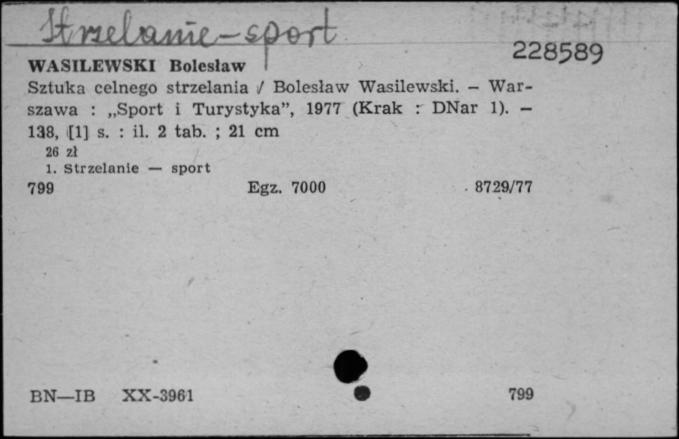 Strzelanie – sport
228589
WASILEWSKI Bolesław
Sztuka celnego strzelania / Bolesław Wasilewski. — War-
szawa : „Sport i Turystyka”, 1977 (Krak : DNar 1). —
138, [1] s. : il. 2 tab. ; 21 cm
26 zł
1. Strzelanie — sport
799 Egz. 7000 8729/77
BN—IB XX-3961 799